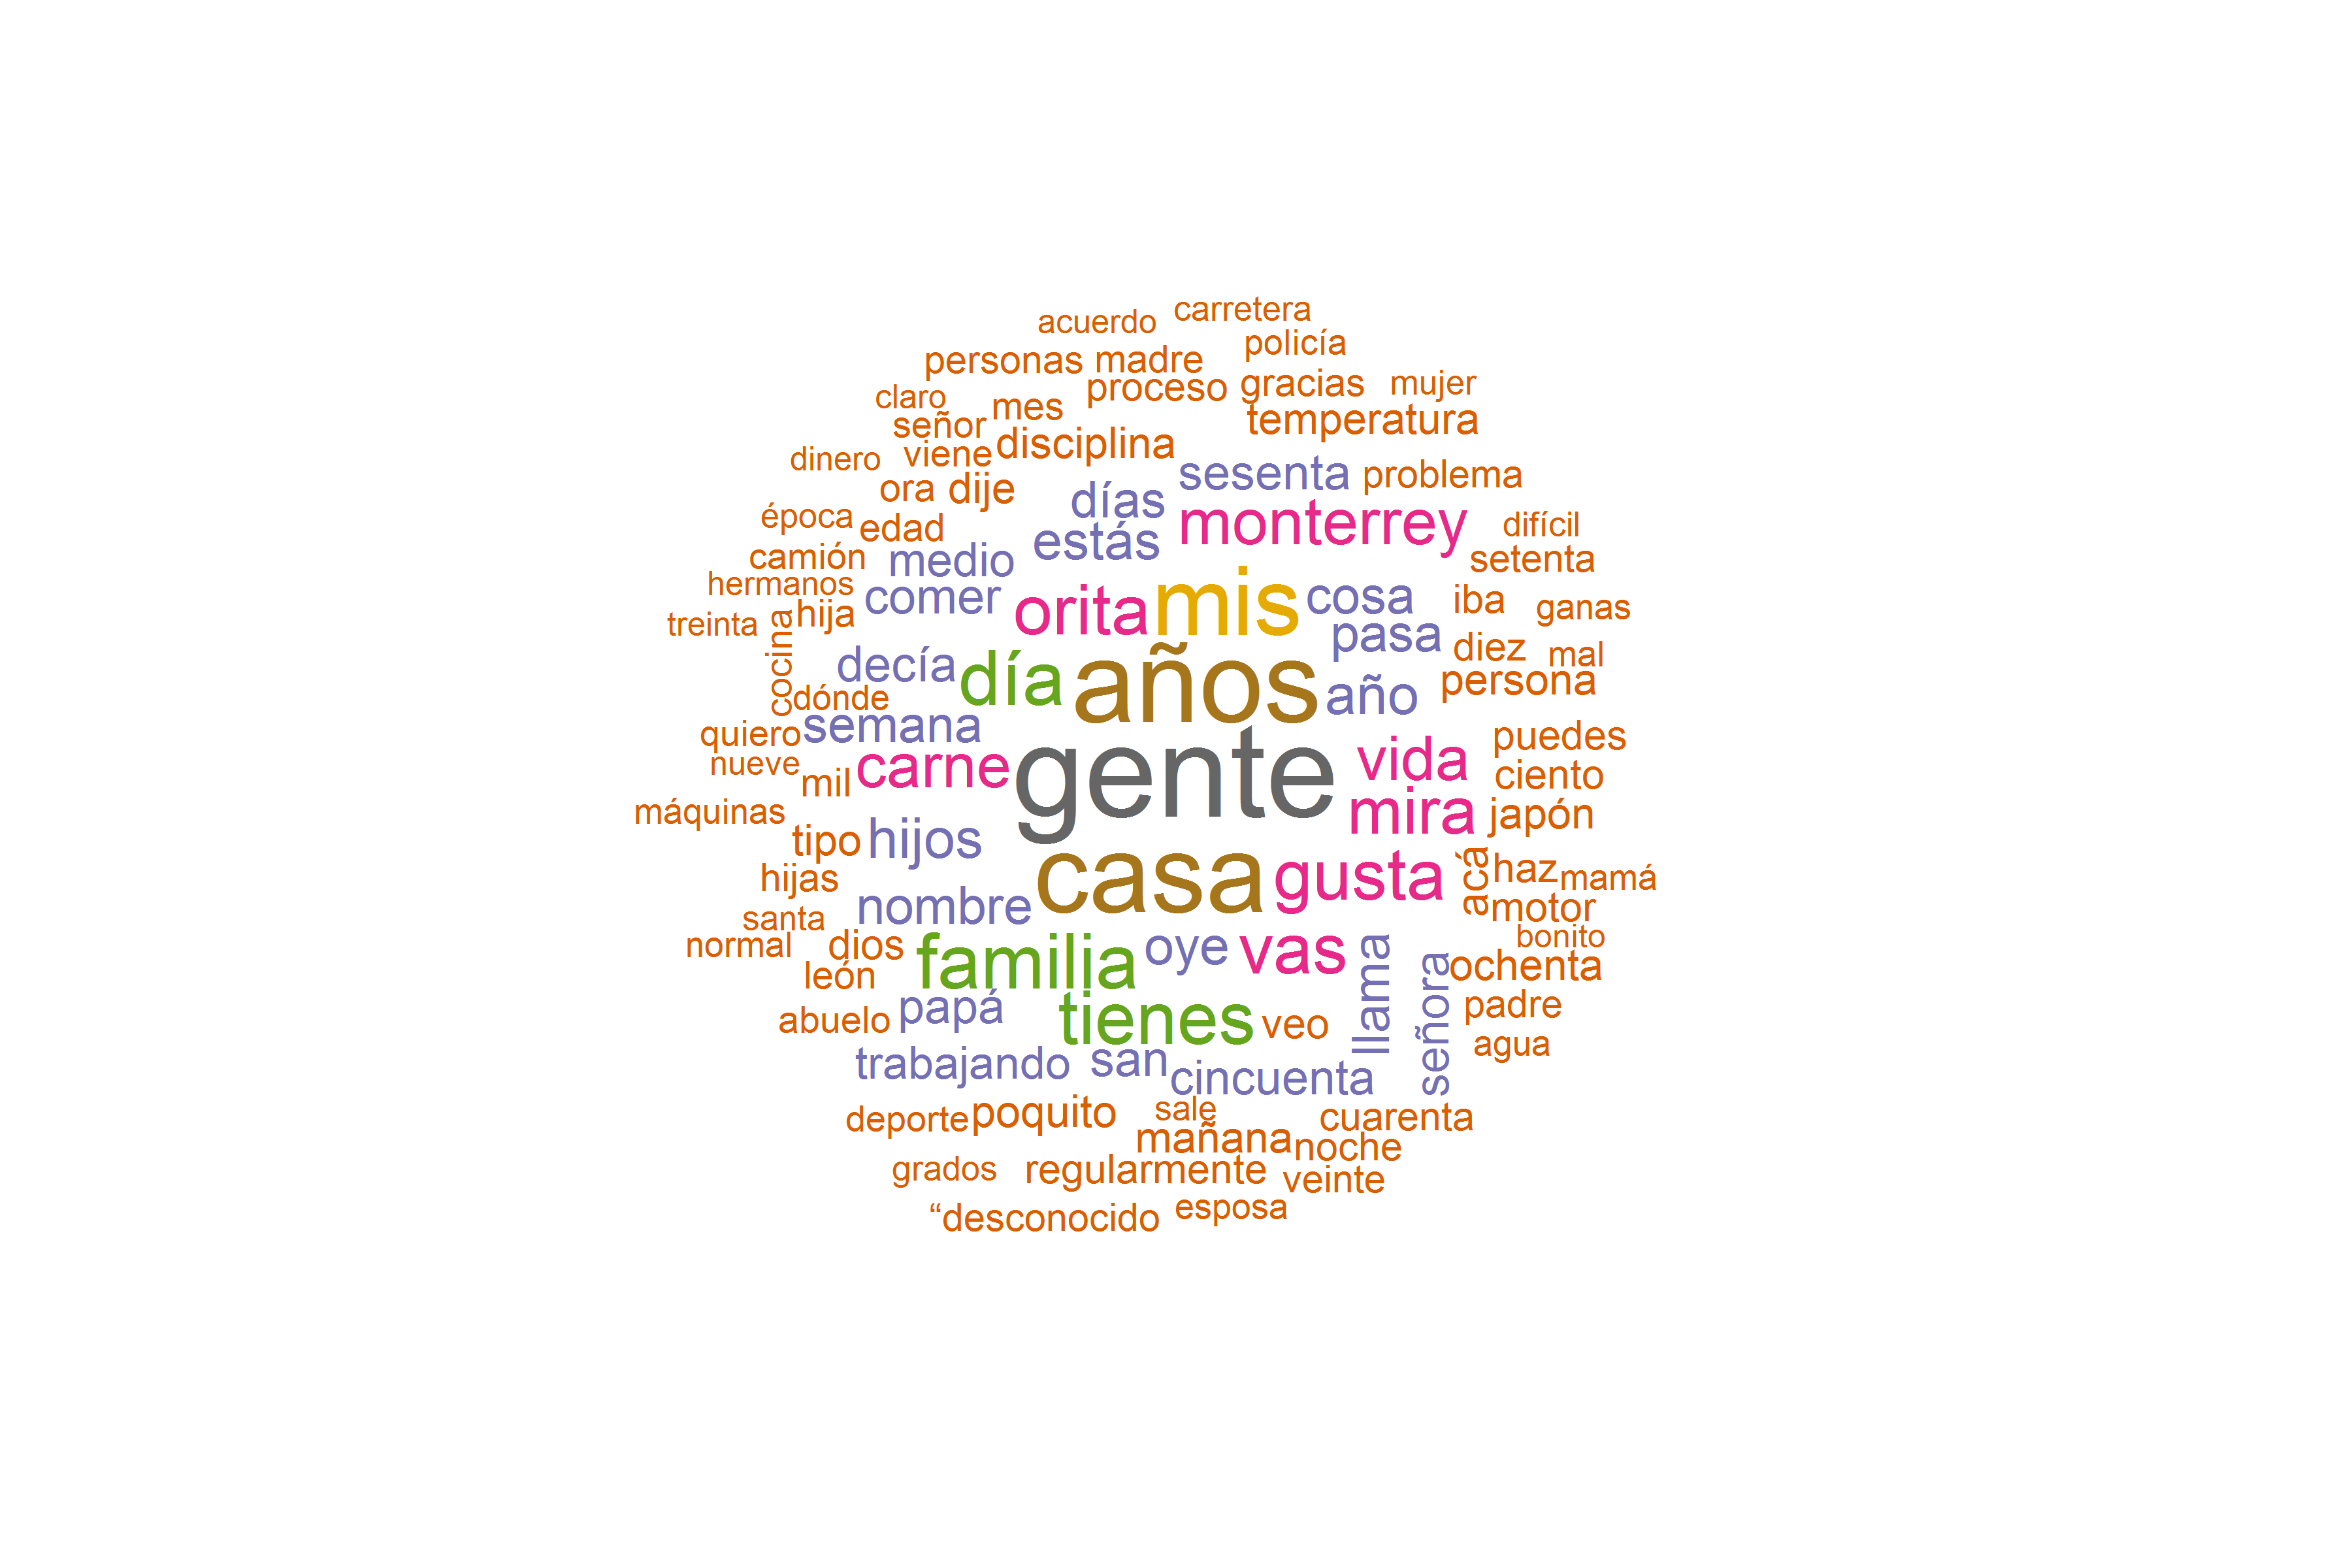 acuerdo carretera
policía
personas madre
proceso gracias mujer
claro mes
señor temperatura
viene disciplina
dinero
ora dije días sesenta problema
época edad estás monterrey difícil
camión medio setenta
hermanos comer orita mis cosa iba ganas
treinta hija pasa
cocina decía día años año diez mal
dónde persona
quiero semana puedes
nueve carne gente vida ciento
mil
máquinas mira japón
tipo hijos
hijas casa gusta acá haz mamá
santa nombre motor
normal dios familia oye vas llama señora bonito
león ochenta
abuelo papá tienes veo padre
agua
trabajando san cincuenta
deporte poquito sale cuarenta
mañana noche
grados regularmente veinte
“desconocido esposa